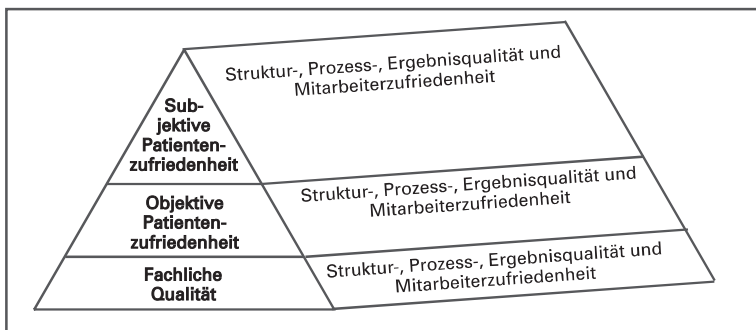 Struktur-, Prozess-, Ergebnisqualität und
Mitarbeiterzufriedenheit
Sub-
jektive
Patienten-
zufriedenheit
Struktur-, Prozess-, Ergebnisqualität und
Mitarbeiterzufriedenheit
Objektive
Patienten-
zufriedenheit
Struktur-, Prozess-, Ergebnisqualität und
Mitarbeiterzufriedenheit
Fachliche
Qualität